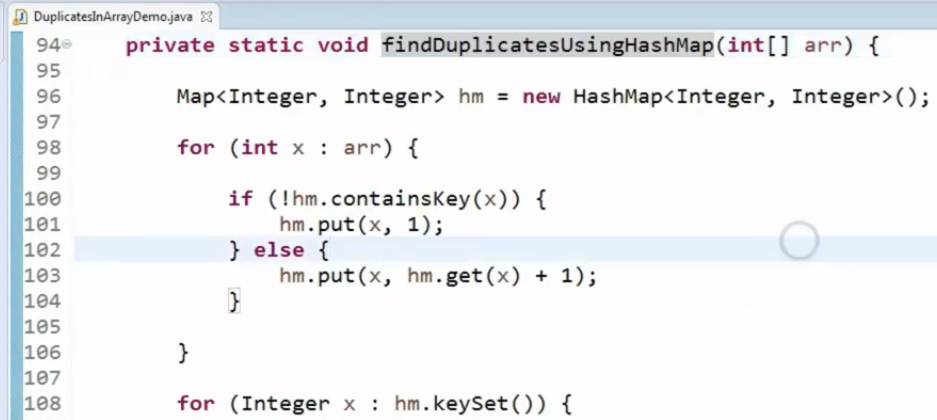 DuplicatesInArrayDemo.java
94 private static void findDuplicatesUsingHashMap(int[] arr) {
95
96 Map<Integer, Integer> hm = new HashMap<Integer, Integer>();
97
98 for (int x : arr) {
99
100 if (!hm.containsKey(x)) {
101 hm.put(x, 1);
102 } else {
103 hm.put(x, hm.get(x) + 1);
104 }
105
106 }
107
108 for (Integer x : hm.keySet()) {